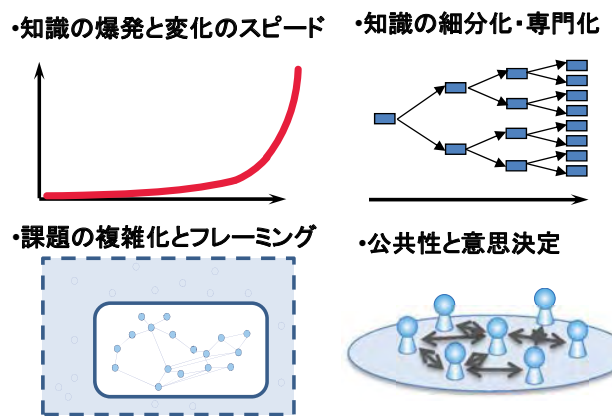 ・知識の爆発と変化のスピード
・知識の細分化・専門化
・課題の複雑化とフレーミング
・公共性と意思決定